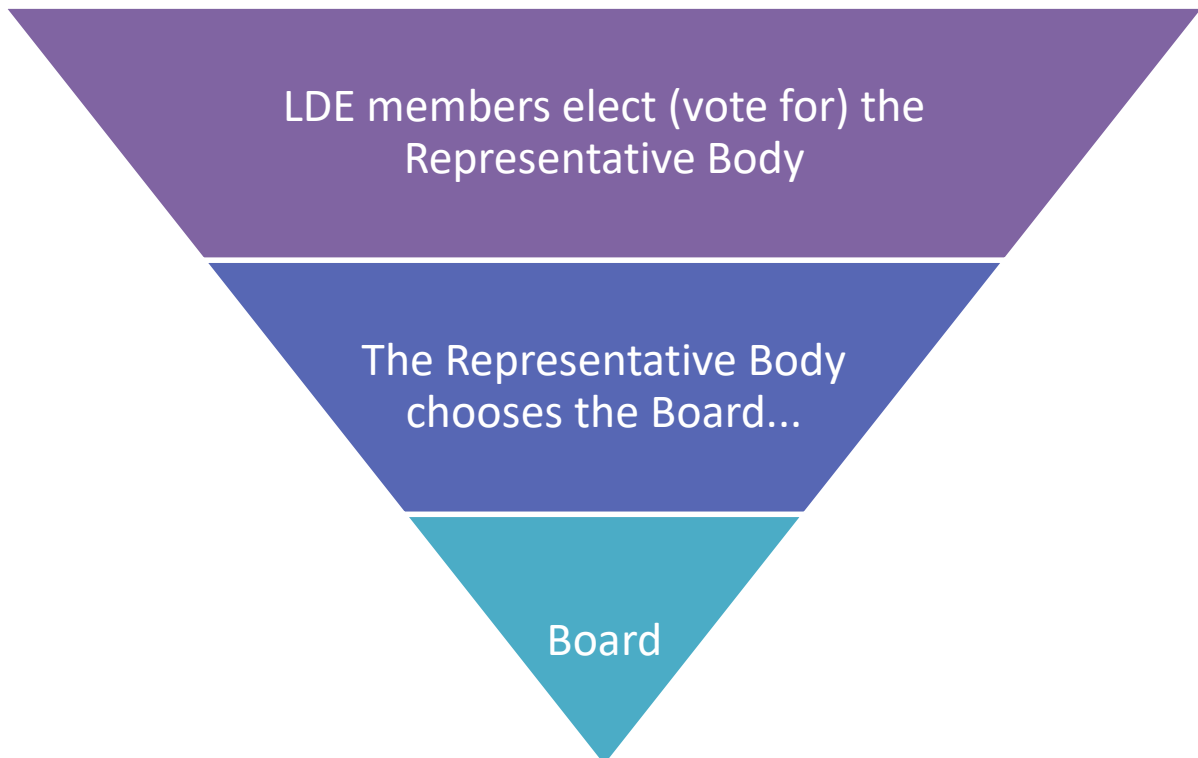 LDE members elect (vote for) the
Representative Body
The Representative Body
chooses the Board...
Board